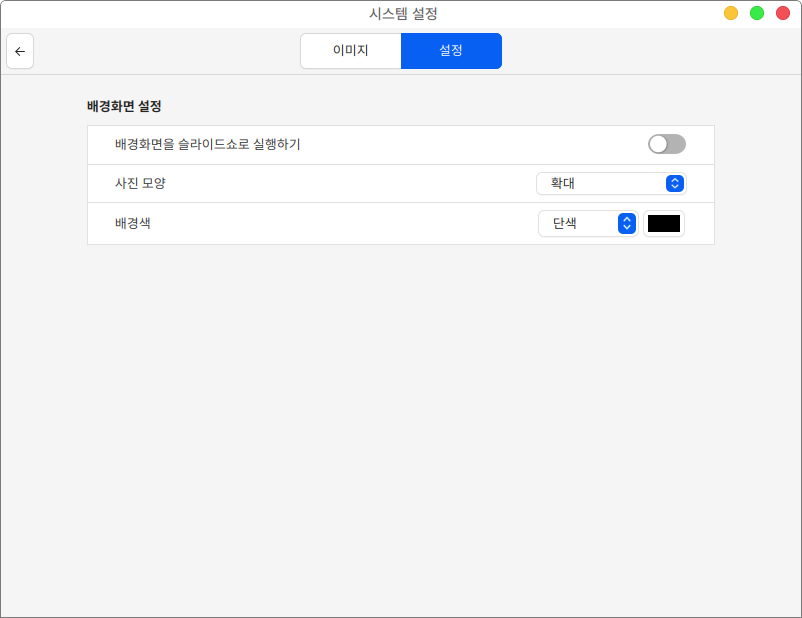 시스템 설정
이미지
설정
배경화면 설정
배경화면을 슬라이드쇼로 실행하기
사진 모양
확대
배경색
단색